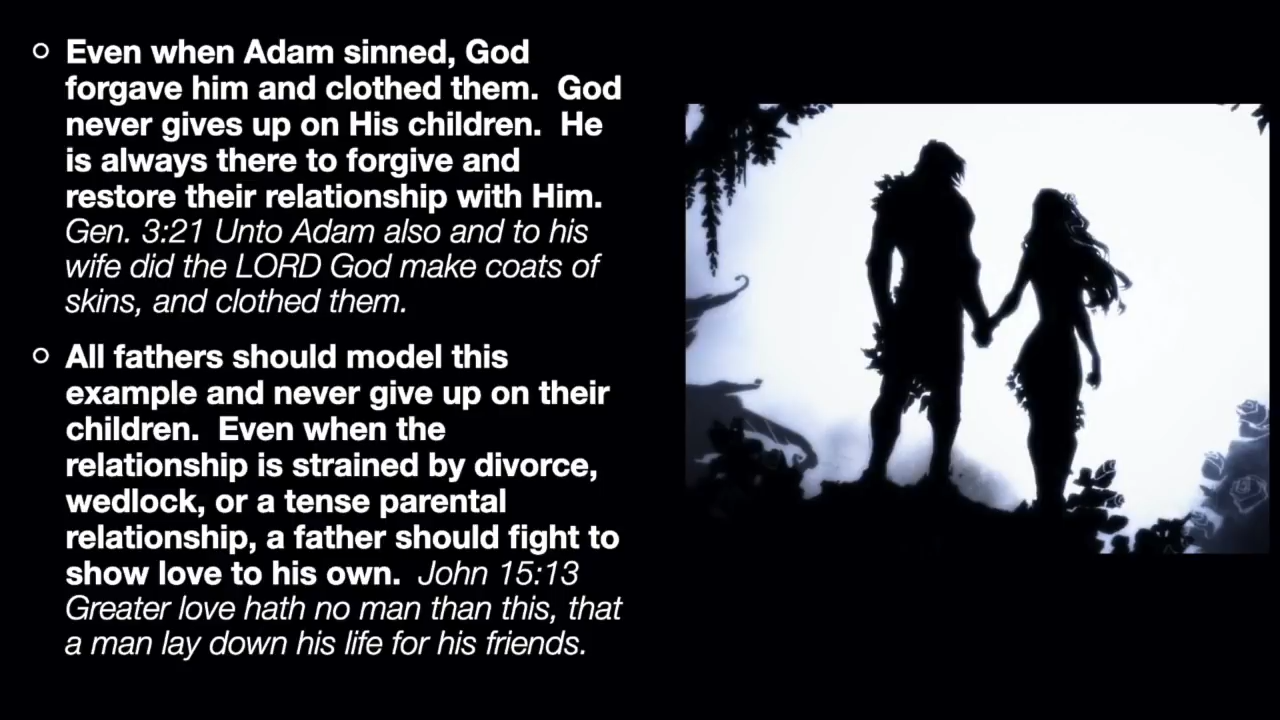 Even when Adam sinned, God
forgave him and clothed them.  God
never gives up on His children.  He
is always there to forgive and
restore their relationship with Him.
Gen. 3:21 Unto Adam also and to his
wife did the LORD God make coats of
skins, and clothed them.
All fathers should model this
example and never give up on their
children.  Even when the
relationship is strained by divorce,
wedlock, or a tense parental
relationship, a father should fight to
show love to his own.  John 15:13
Greater love hath no man than this, that
a man lay down his life for his friends.